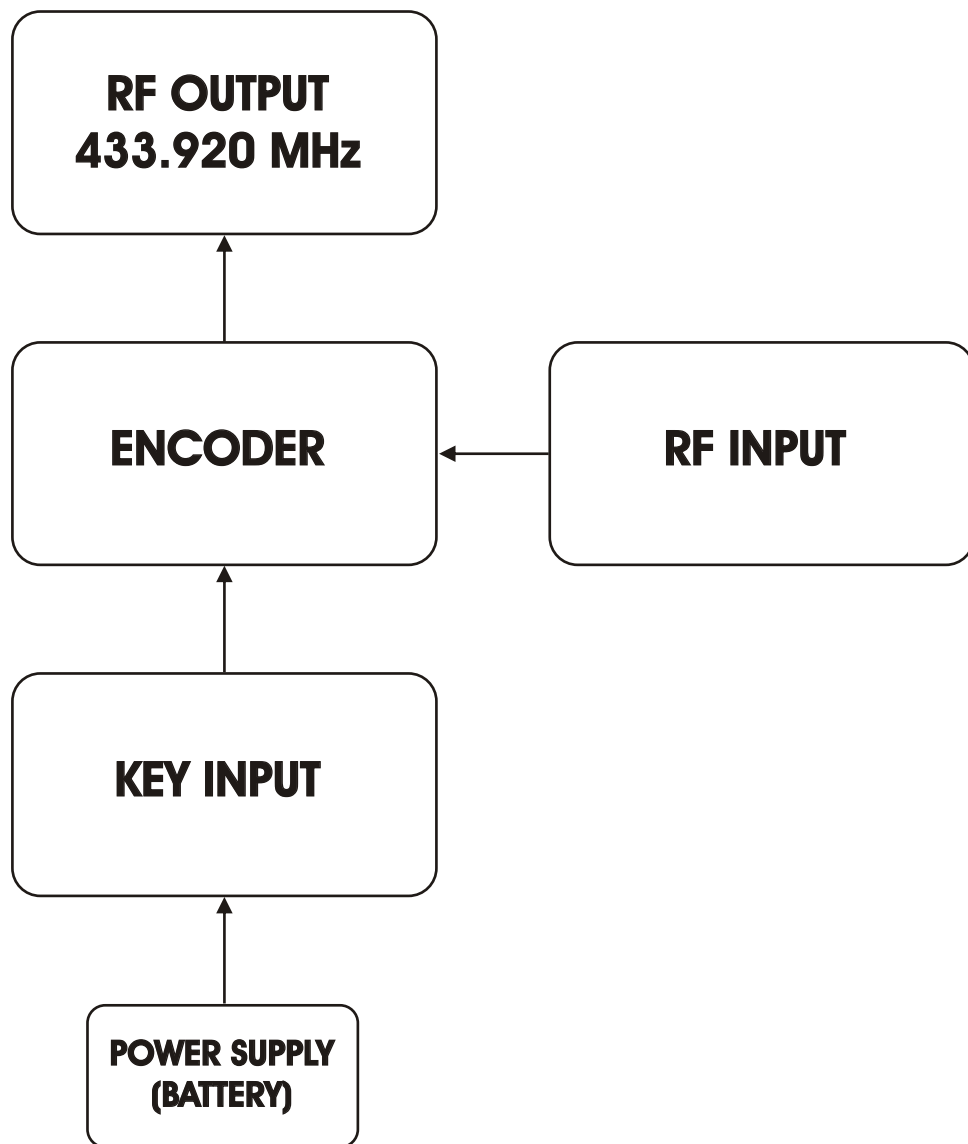 RF OUTPUT
433.920 MHz
ENCODER
RF INPUT
KEY INPUT
POWER SUPPLY
(BATTERY)